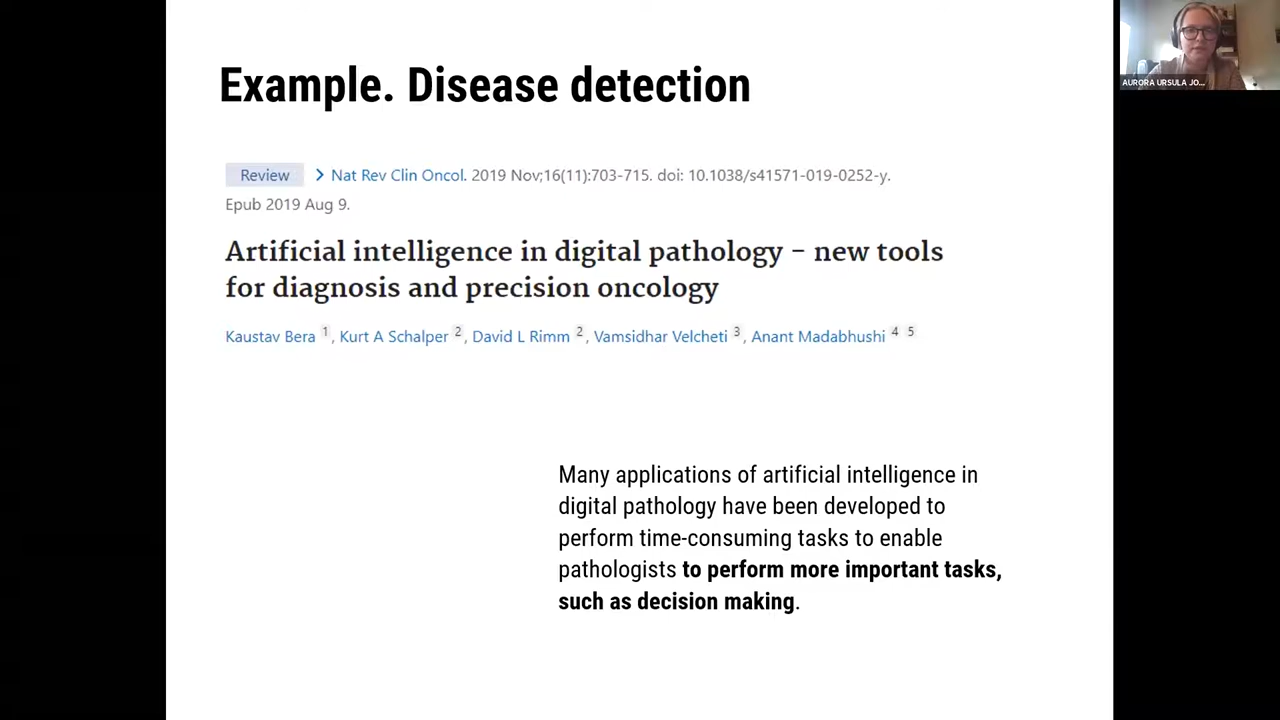 Example. Disease detection
Review > Nat Rev Clin Oncol. 2019 Nov;16(11):703-715. doi: 10.1038/s41571-019-0252-y.
Epub 2019 Aug 9.
Artificial intelligence in digital pathology - new tools
for diagnosis and precision oncology
Kaustav Bera 1, Kurt A Schalper 2, David L Rimm 2, Vamsidhar Velcheti 3, Anant Madabhushi 4 5
Many applications of artificial intelligence in
digital pathology have been developed to
perform time-consuming tasks to enable
pathologists to perform more important tasks,
such as decision making.
AURORA URSULA JO...